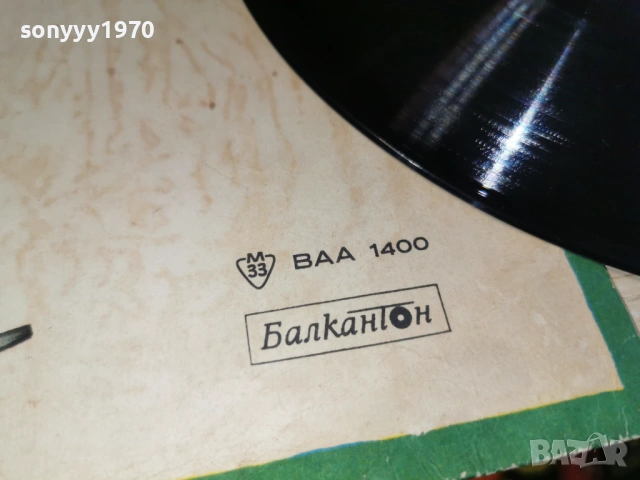 sonyyy1970
M
33
ВАА 1400
Балкантон
BAZAR